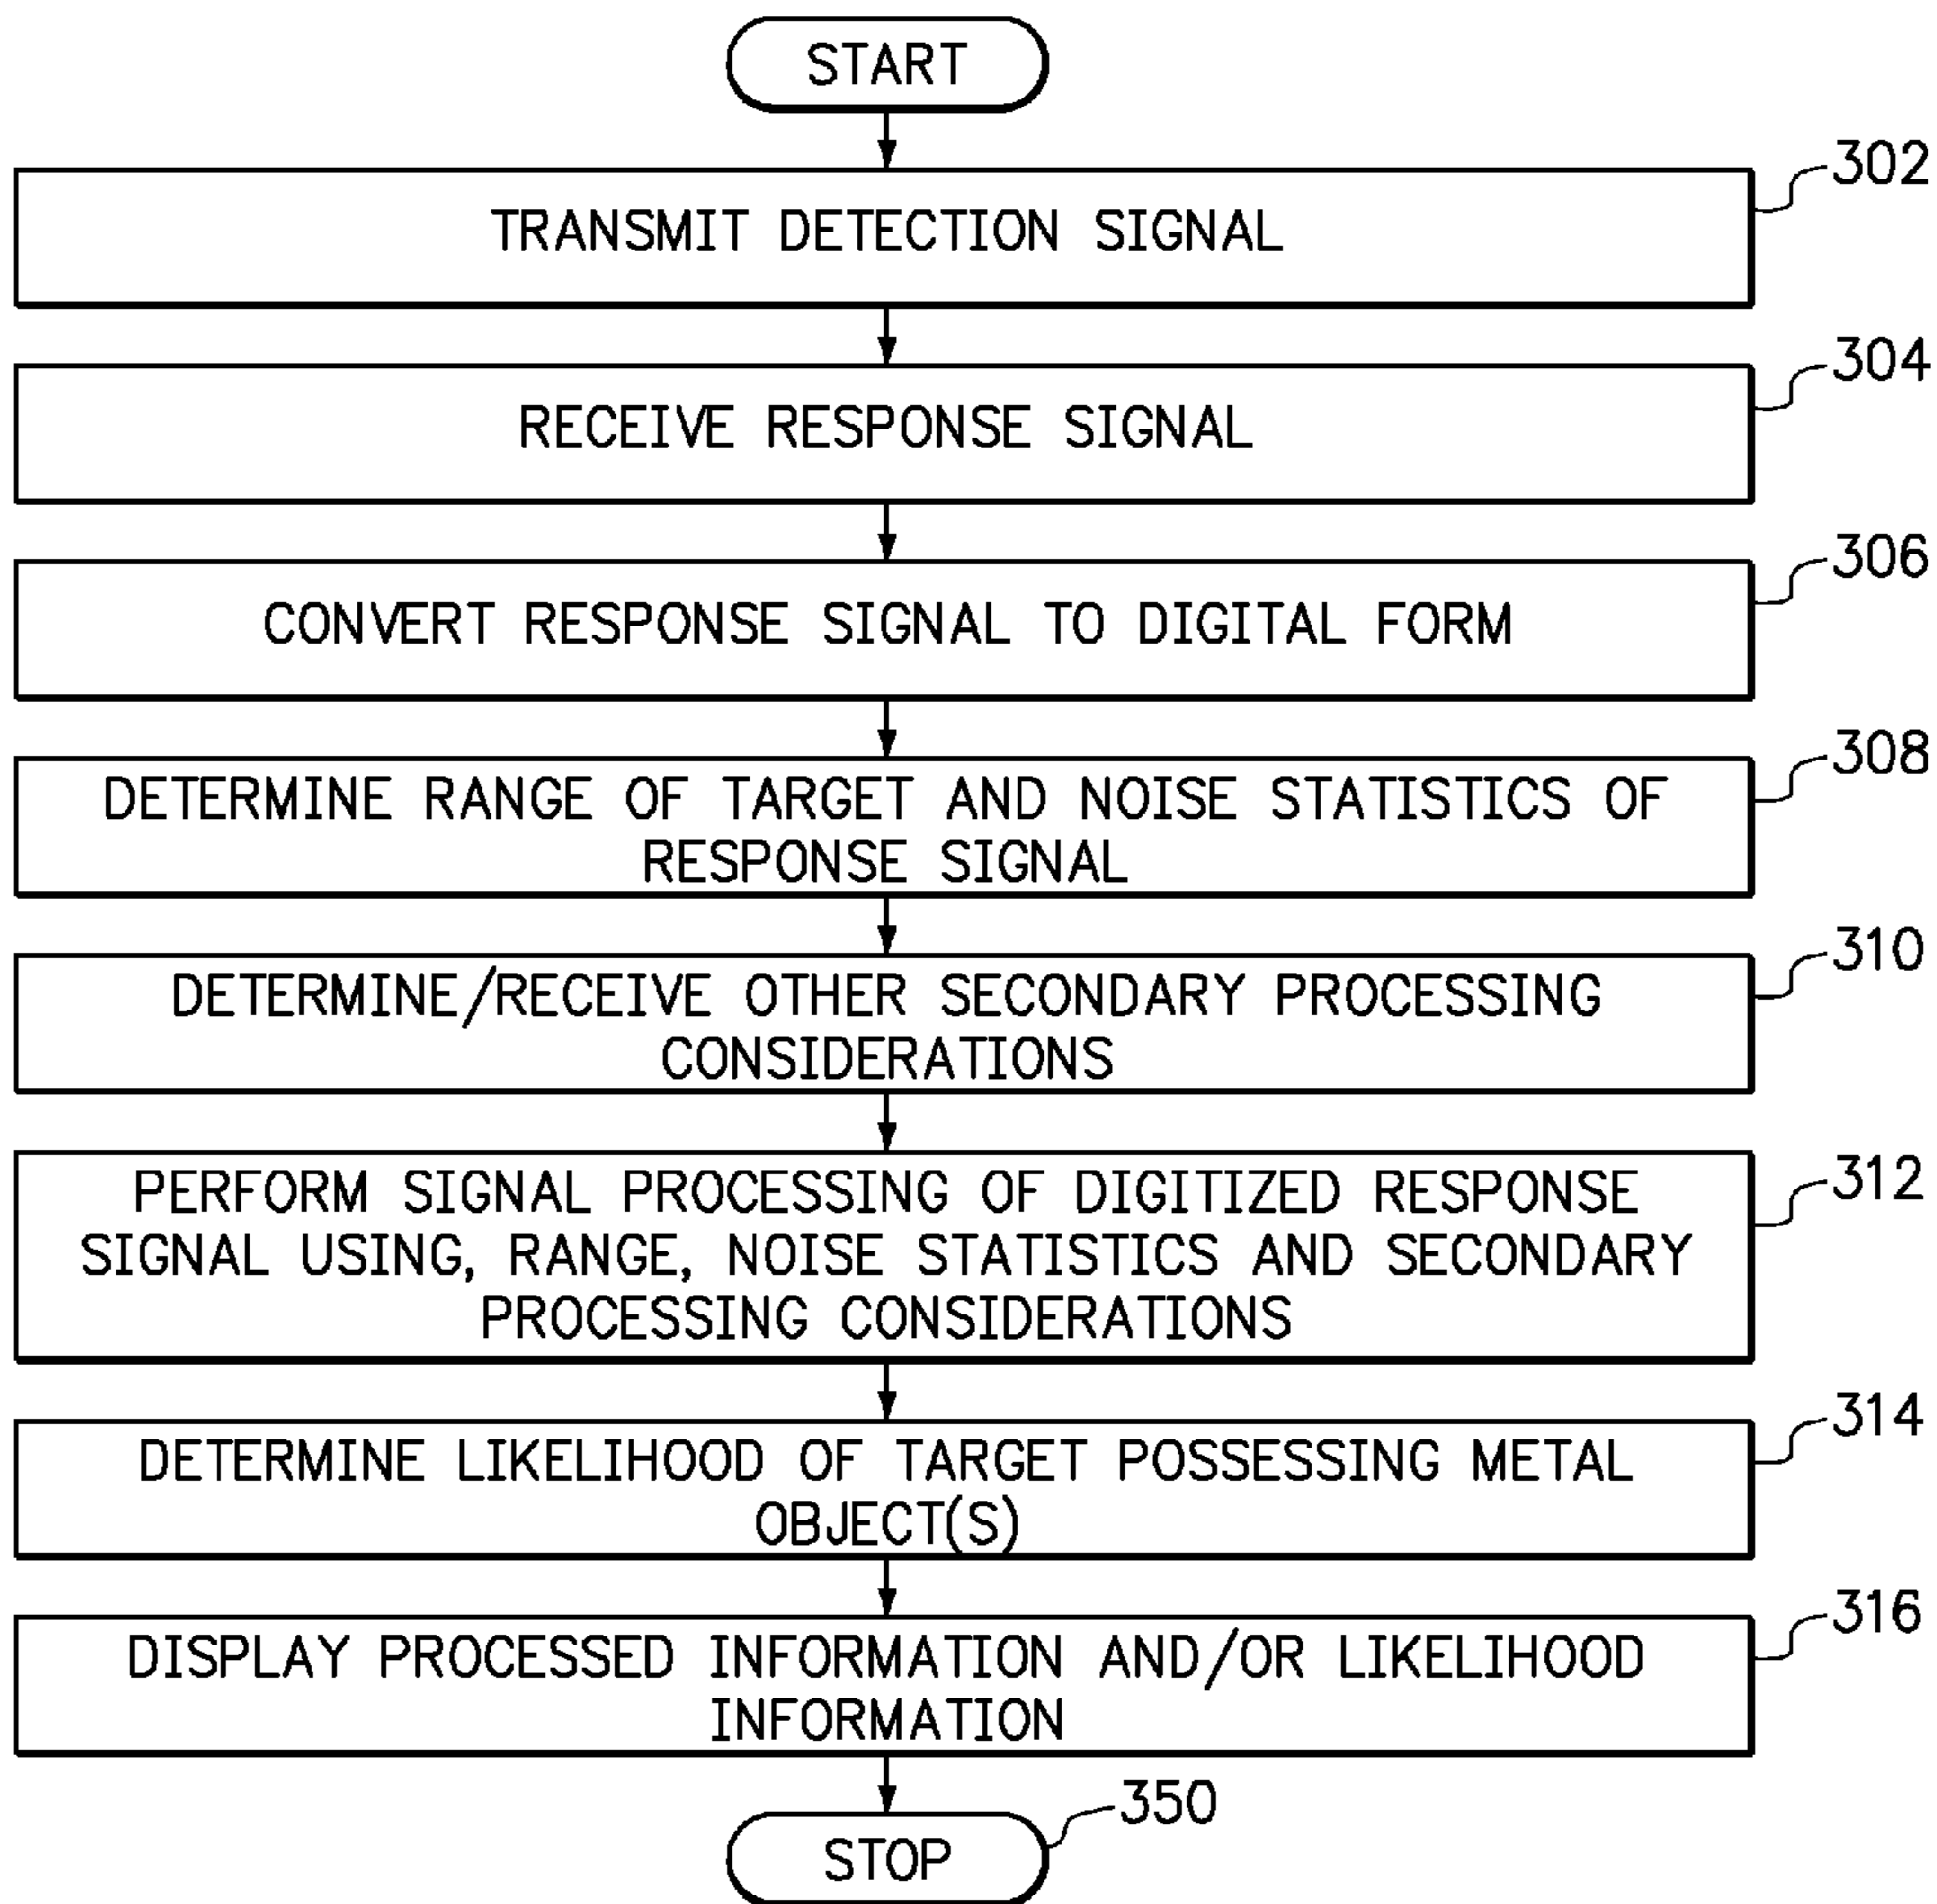 START
302
TRANSMIT DETECTION SIGNAL
304
RECEIVE RESPONSE SIGNAL
306
CONVERT RESPONSE SIGNAL TO DIGITAL FORM
308
DETERMINE RANGE OF TARGET AND NOISE STATISTICS OF
RESPONSE SIGNAL
310
DETERMINE/RECEIVE OTHER SECONDARY PROCESSING
CONSIDERATIONS
312
PERFORM SIGNAL PROCESSING OF DIGITIZED RESPONSE
SIGNAL USING, RANGE, NOISE STATISTICS AND SECONDARY
PROCESSING CONSIDERATIONS
314
DETERMINE LIKELIHOOD OF TARGET POSSESSING METAL
OBJECT(S)
316
DISPLAY PROCESSED INFORMATION AND/OR LIKELIHOOD
INFORMATION
350
STOP